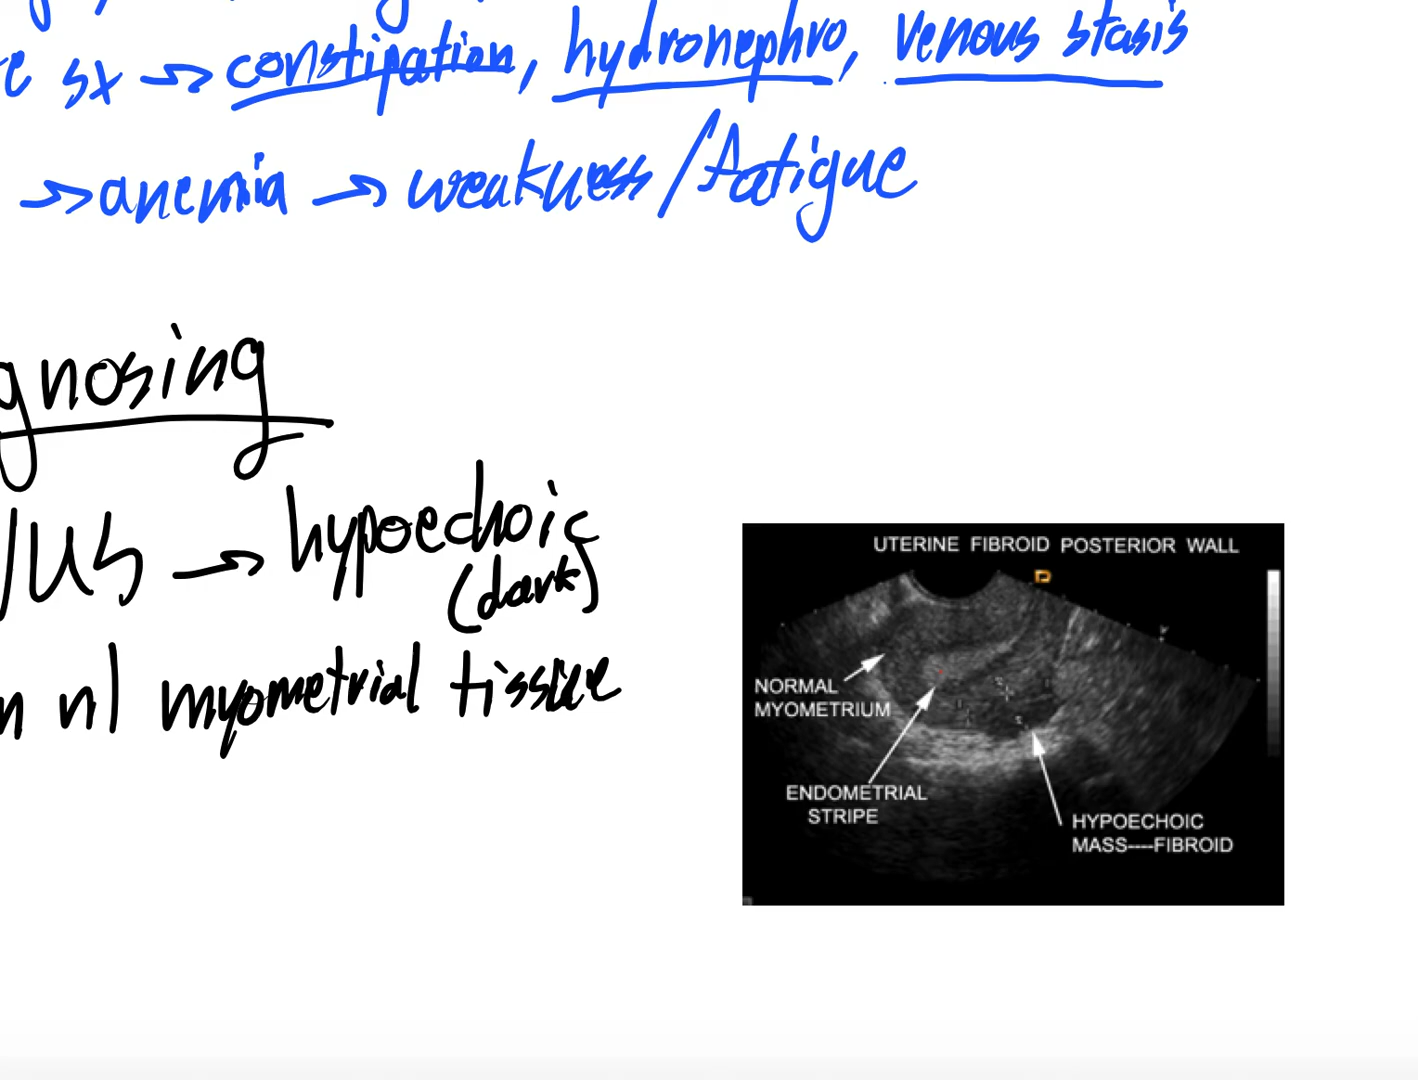 sx → constipation, hydronephro, venous stasis
→ anemia → weakness/fatigue
gnosing
/US → hypoechoic
(dark)
n nl myometrial tissue
UTERINE FIBROID POSTERIOR WALL
NORMAL
MYOMETRIUM
ENDOMETRIAL
STRIPE
HYPOECHOIC
MASS----FIBROID